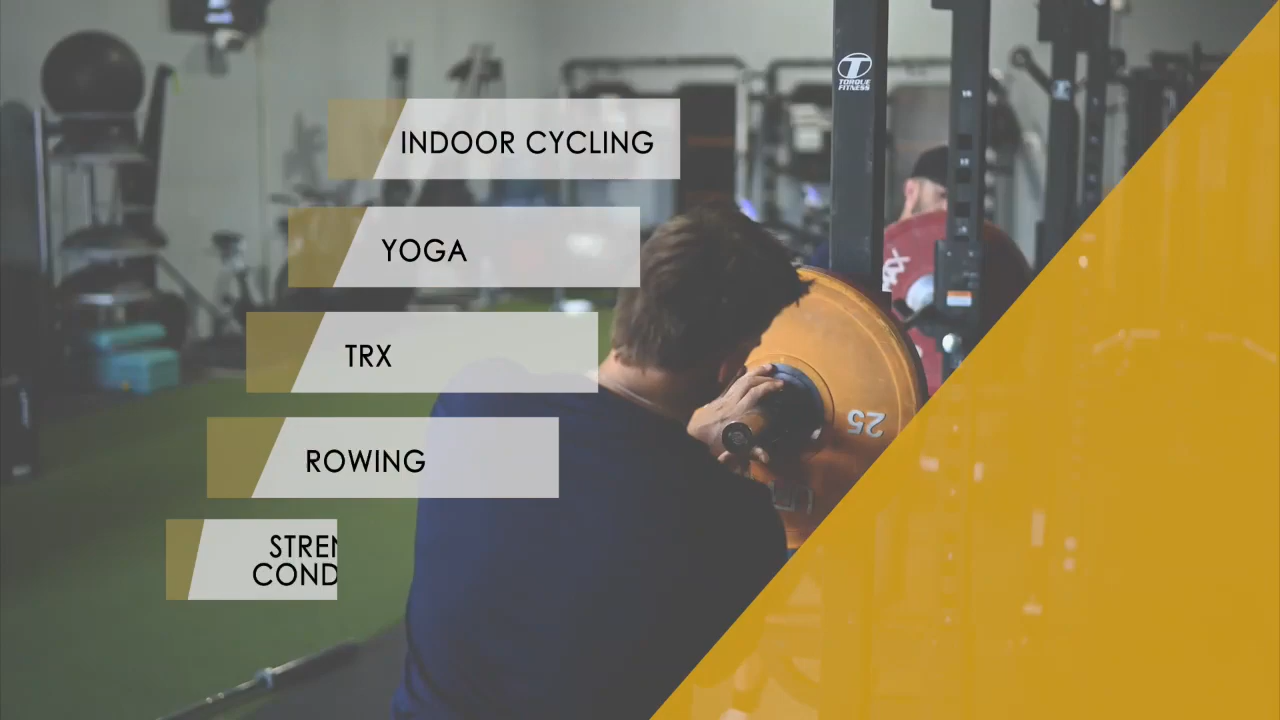 TORQUE
FITNESS
INDOOR CYCLING
YOGA
TRX
25
ROWING
STREN
COND